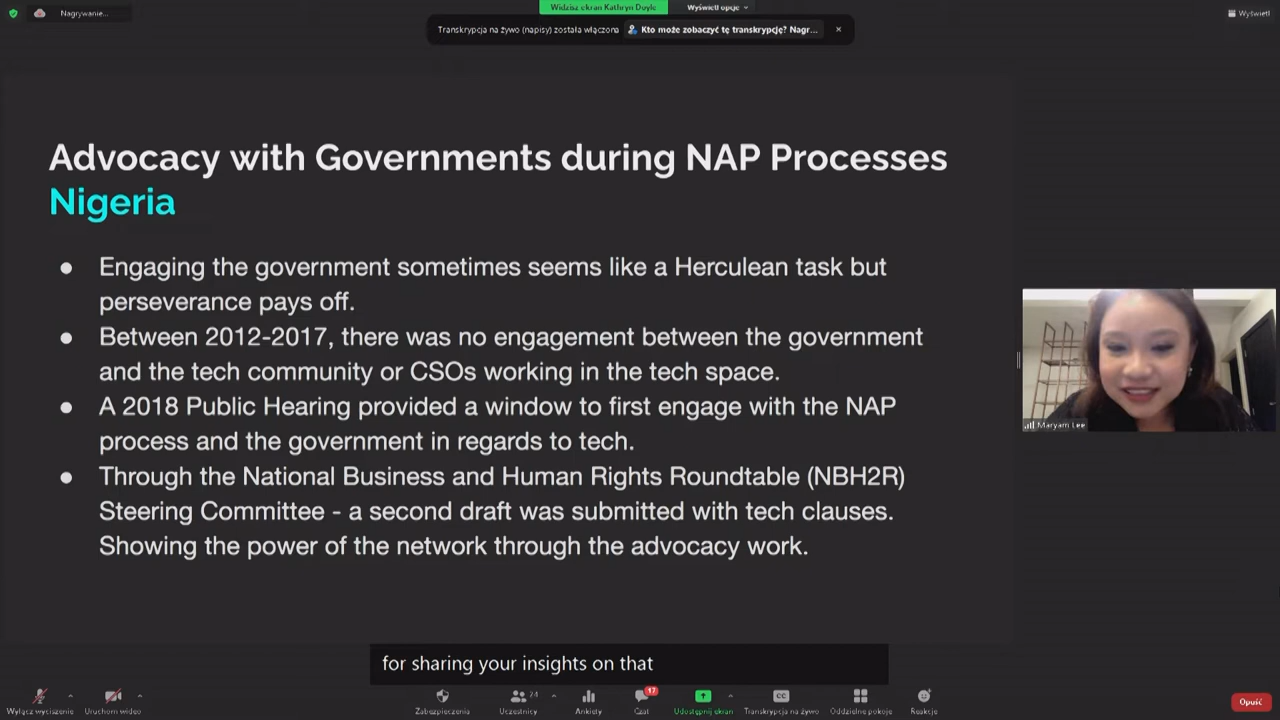 Nagrywanie...
Widzisz ekran Kathryn Doyle
Wyświetl opcje
Wyświetl
Transkrypcja na żywo (napisy) została włączona
Kto może zobaczyć tę transkrypcję? Nagr...
Advocacy with Governments during NAP Processes
Nigeria
● Engaging the government sometimes seems like a Herculean task but
perseverance pays off.
● Between 2012-2017, there was no engagement between the government
and the tech community or CSOs working in the tech space.
● A 2018 Public Hearing provided a window to first engage with the NAP
process and the government in regards to tech.
● Through the National Business and Human Rights Roundtable (NBH2R)
Steering Committee - a second draft was submitted with tech clauses.
Showing the power of the network through the advocacy work.
Maryam Lee
for sharing your insights on that
Wyłącz wyciszenie
Uruchom wideo
Zabezpieczenia
Uczestnicy
24
Ankiety
Czat
17
Udostępnij ekran
CC
Transkrypcja na żywo
Oddzielne pokoje
Reakcje
Opuść